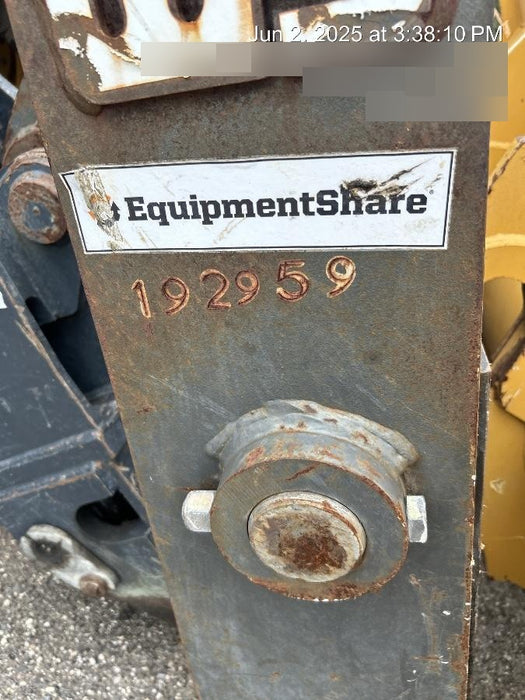 Jun 2, 2025 at 3:38:10 PM
EquipmentShare
192959